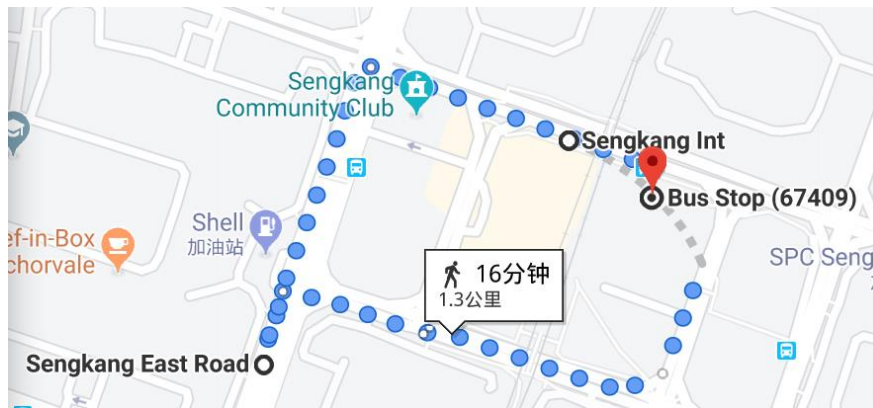 Sengkang
Community Club
Sengkang Int
Bus Stop (67409)
Shell
加油站
ef-in-Box
chorvale
16分钟
1.3公里
SPC Seng
Sengkang East Road